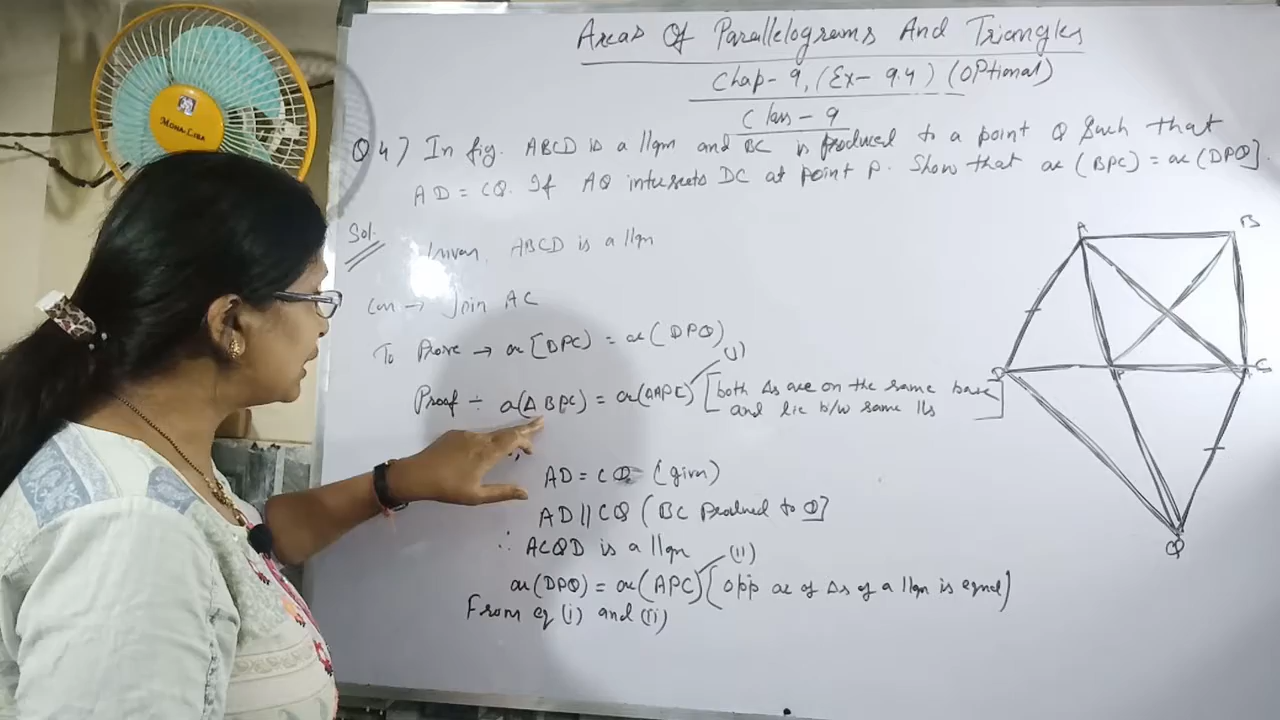 Areas Of Parallelograms And Triangles
Chap- 9, (Ex- 9.4) (Optional)
Class - 9
Q 4) In fig. ABCD is a llgm and BC is produced to a point Q Such that
AD = CQ. If AQ intersects DC at point P. Show that ar (BPC) = ar (DPQ].
Sol.
Given, ABCD is a llgm
Con → Join AC
To Prove → ar [BPC) = ar (DPQ)
Proof ÷ a(Δ BPC) = ar(ΔAPC) (i) [both Δs are on the same base
and lie b/w same lls]
AD = CQ (given)
AD || CQ ( BC Produced to Q]
∴ ACQD is a llgm
ar(DPQ) = ar(APC) (ii) (opp ar of Δs of a llgm is equal)
From eq (i) and (ii)
A
B
D
C
Q
MONA-LISA